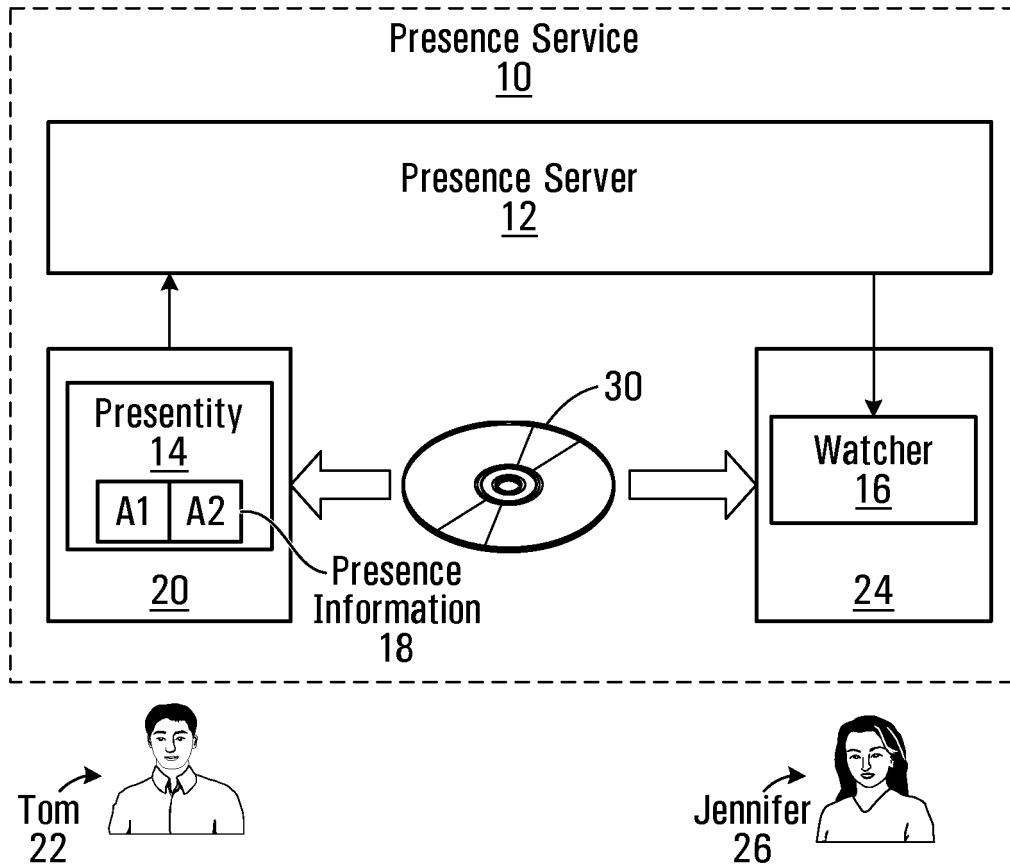 Presence Service
10
Presence Server
12
Presentity
14
A1 A2
20
30
Presence
Information
18
Watcher
16
24
Tom
22
Jennifer
26